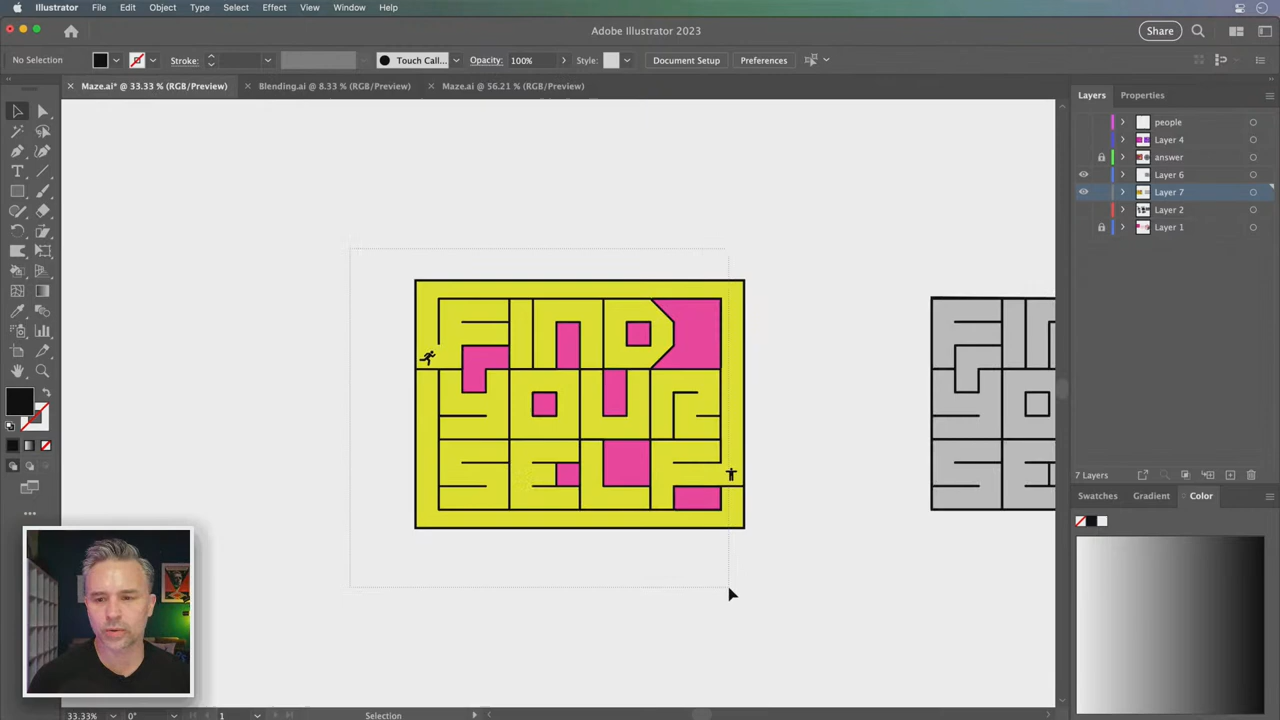 Illustrator File Edit Object Type Select Effect View Window Help
Adobe Illustrator 2023
Share
No Selection Stroke: Touch Call... Opacity: 100% Style: Document Setup Preferences
Maze.ai* @ 33.33 % (RGB/Preview) Blending.ai @ 8.33 % (RGB/Preview) Maze.ai @ 56.21 % (RGB/Preview)
Layers Properties
people
Layer 4
answer
Layer 6
Layer 7
Layer 2
Layer 1
FIND
YOUR
SELF
7 Layers
Swatches Gradient Color
33.33% 0° 1 Selection